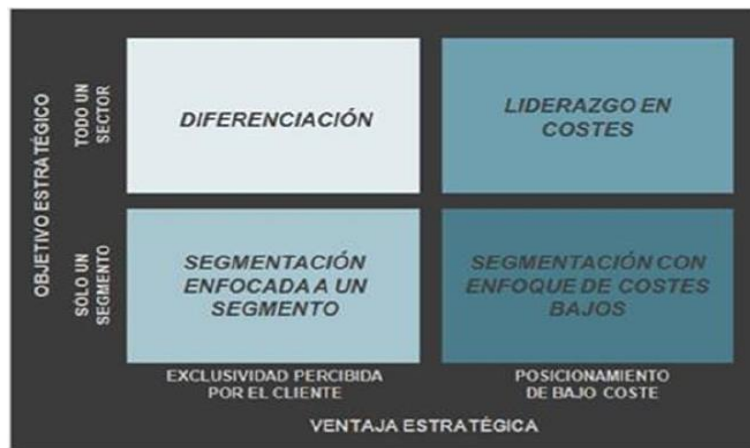 OBJETIVO ESTRATÉGICO
TODO UN
SECTOR
DIFERENCIACIÓN
LIDERAZGO EN
COSTES
SÓLO UN
SEGMENTO
SEGMENTACIÓN
ENFOCADA A UN
SEGMENTO
SEGMENTACIÓN CON
ENFOQUE DE COSTES
BAJOS
EXCLUSIVIDAD PERCIBIDA
POR EL CLIENTE
POSICIONAMIENTO
DE BAJO COSTE
VENTAJA ESTRATÉGICA